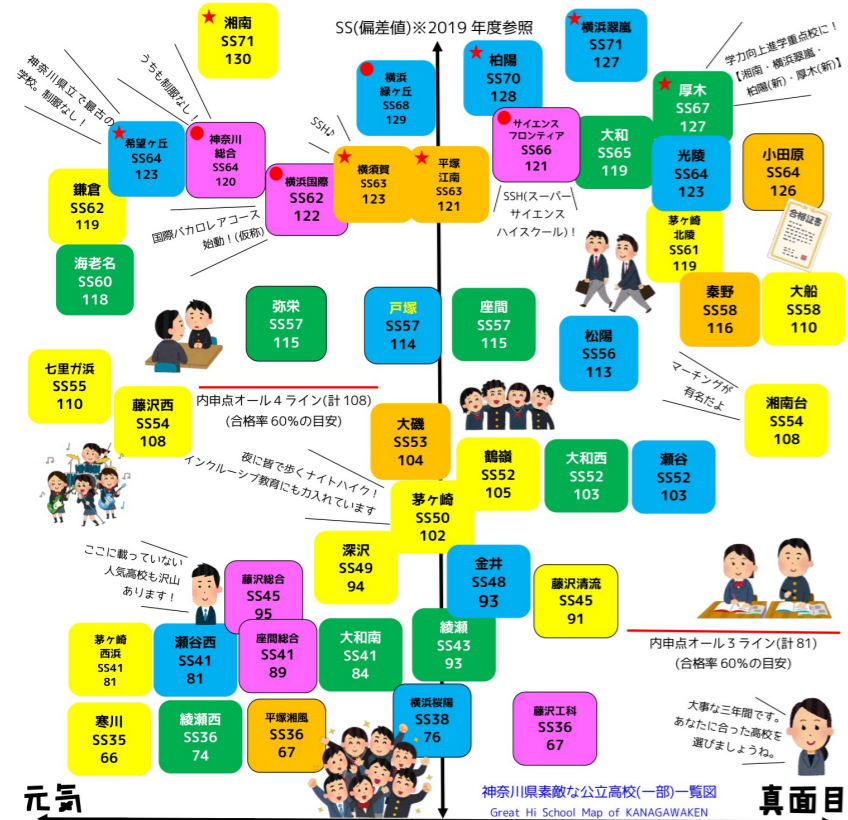 SS(偏差値)※2019年度参照
湘南
SS71
130
横浜翠嵐
SS71
127
柏陽
SS70
128
学力向上進学重点校に！
【湘南・横浜翠嵐・
柏陽(新)・厚木(新)】
神奈川県立で最古の
学校。制服なし！
うちも制服なし！
横浜
緑ヶ丘
SS68
129
厚木
SS67
127
希望ヶ丘
SS64
123
神奈川
総合
SS64
120
SSH♪
サイエンス
フロンティア
SS66
121
大和
SS65
119
光陵
SS64
123
小田原
SS64
126
鎌倉
SS62
119
横浜国際
SS62
122
横須賀
SS63
123
平塚
江南
SS63
121
SSH(スーパー
サイエンス
ハイスクール)！
茅ヶ崎
北陵
SS61
119
合格証書
国際バカロレアコース
始動！(仮称)
海老名
SS60
118
弥栄
SS57
115
戸塚
SS57
114
座間
SS57
115
松陽
SS56
113
秦野
SS58
116
大船
SS58
110
七里ガ浜
SS55
110
藤沢西
SS54
108
内申点オール４ライン(計108)
(合格率60%の目安)
マーチングが
有名だよ
湘南台
SS54
108
大磯
SS53
104
鶴嶺
SS52
105
大和西
SS52
103
瀬谷
SS52
103
夜に皆で歩くナイトハイク！
インクルーシブ教育にも力入れています
茅ヶ崎
SS50
102
深沢
SS49
94
金井
SS48
93
ここに載っていない
人気高校も沢山
あります！
藤沢総合
SS45
95
藤沢清流
SS45
91
茅ヶ崎
西浜
SS41
81
瀬谷西
SS41
81
座間総合
SS41
89
大和南
SS41
84
綾瀬
SS43
93
内申点オール３ライン(計81)
(合格率60%の目安)
寒川
SS35
66
綾瀬西
SS36
74
平塚湘風
SS36
67
横浜桜陽
SS38
76
藤沢工科
SS36
67
大事な三年間です。
あなたに合った高校を
選びましょうね。
元気
神奈川県素敵な公立高校(一部)一覧図
Great Hi School Map of KANAGAWAKEN
真面目